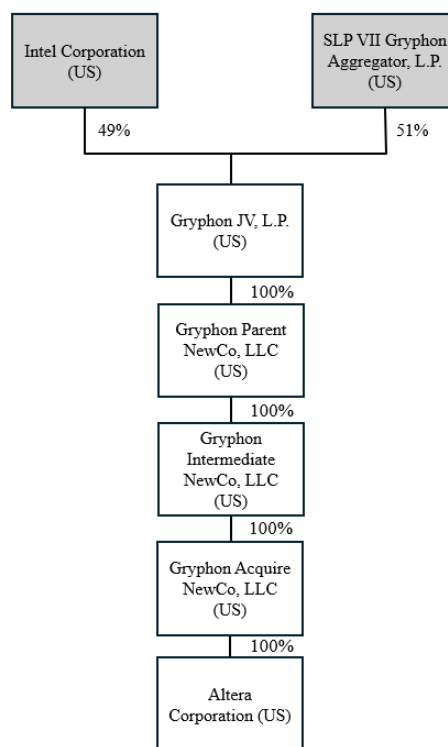 Intel Corporation
(US)
SLP VII Gryphon
Aggregator, L.P.
(US)
49%
51%
Gryphon JV, L.P.
(US)
100%
Gryphon Parent
NewCo, LLC
(US)
100%
Gryphon
Intermediate
NewCo, LLC
(US)
100%
Gryphon Acquire
NewCo, LLC
(US)
100%
Altera
Corporation (US)